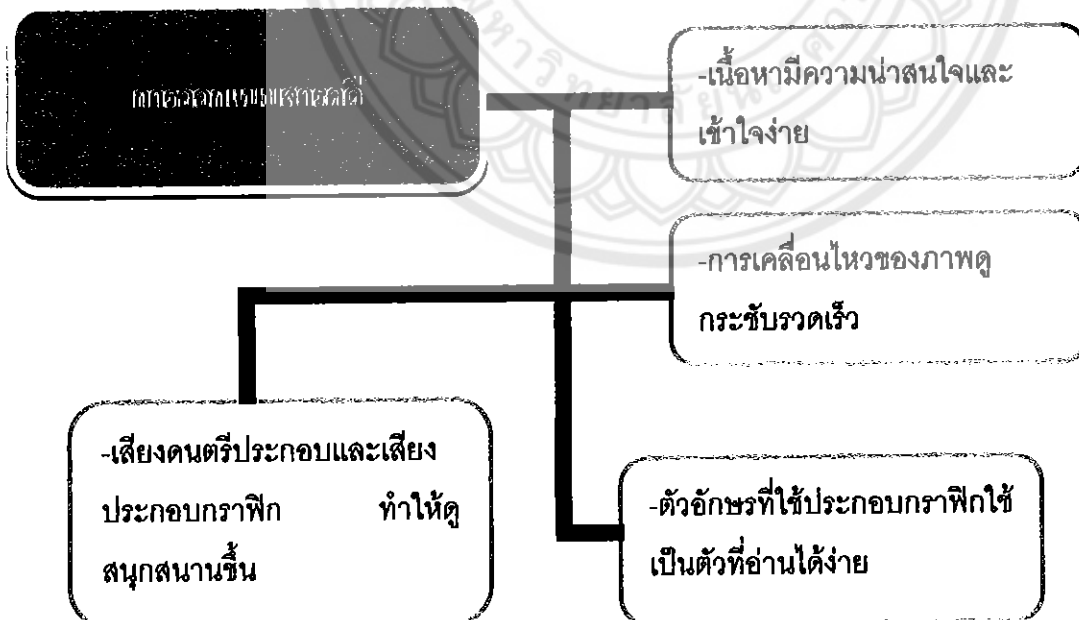 -เนื้อหามีความน่าสนใจและ
เข้าใจง่าย
-การเคลื่อนไหวของภาพดู
กระชับรวดเร็ว
-เสียงดนตรีประกอบและเสียง
ประกอบกราฟิก ทำให้ดู
สนุกสนานขึ้น
-ตัวอักษรที่ใช้ประกอบกราฟิกใช้
เป็นตัวที่อ่านได้ง่าย